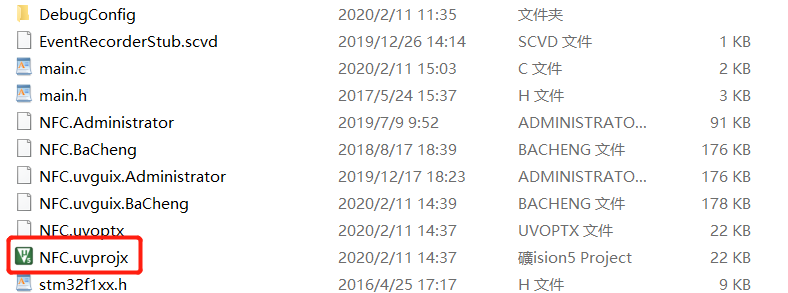 DebugConfig 2020/2/11 11:35 文件夹
EventRecorderStub.scvd 2019/12/26 14:14 SCVD 文件 1 KB
main.c 2020/2/11 15:03 C 文件 2 KB
main.h 2017/5/24 15:37 H 文件 3 KB
NFC.Administrator 2019/7/9 9:52 ADMINISTRATO... 91 KB
NFC.BaCheng 2018/8/17 18:39 BACHENG 文件 176 KB
NFC.uvguix.Administrator 2019/12/17 18:23 ADMINISTRATO... 176 KB
NFC.uvguix.BaCheng 2020/2/11 14:39 BACHENG 文件 178 KB
NFC.uvoptx 2020/2/11 14:37 UVOPTX 文件 22 KB
NFC.uvprojx 2020/2/11 14:37 礦ision5 Project 22 KB
stm32f1xx.h 2016/4/25 17:17 H 文件 9 KB